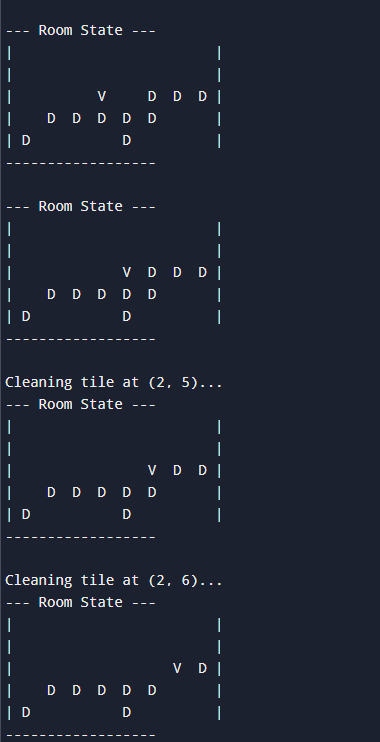 --- Room State ---
|                         |
|                         |
|          V     D  D  D |
|    D  D  D  D  D       |
| D           D          |
------------------

--- Room State ---
|                         |
|                         |
|             V  D  D  D |
|    D  D  D  D  D       |
| D           D          |
------------------

Cleaning tile at (2, 5)...
--- Room State ---
|                         |
|                         |
|                V  D  D |
|    D  D  D  D  D       |
| D           D          |
------------------

Cleaning tile at (2, 6)...
--- Room State ---
|                         |
|                         |
|                   V  D |
|    D  D  D  D  D       |
| D           D          |
------------------